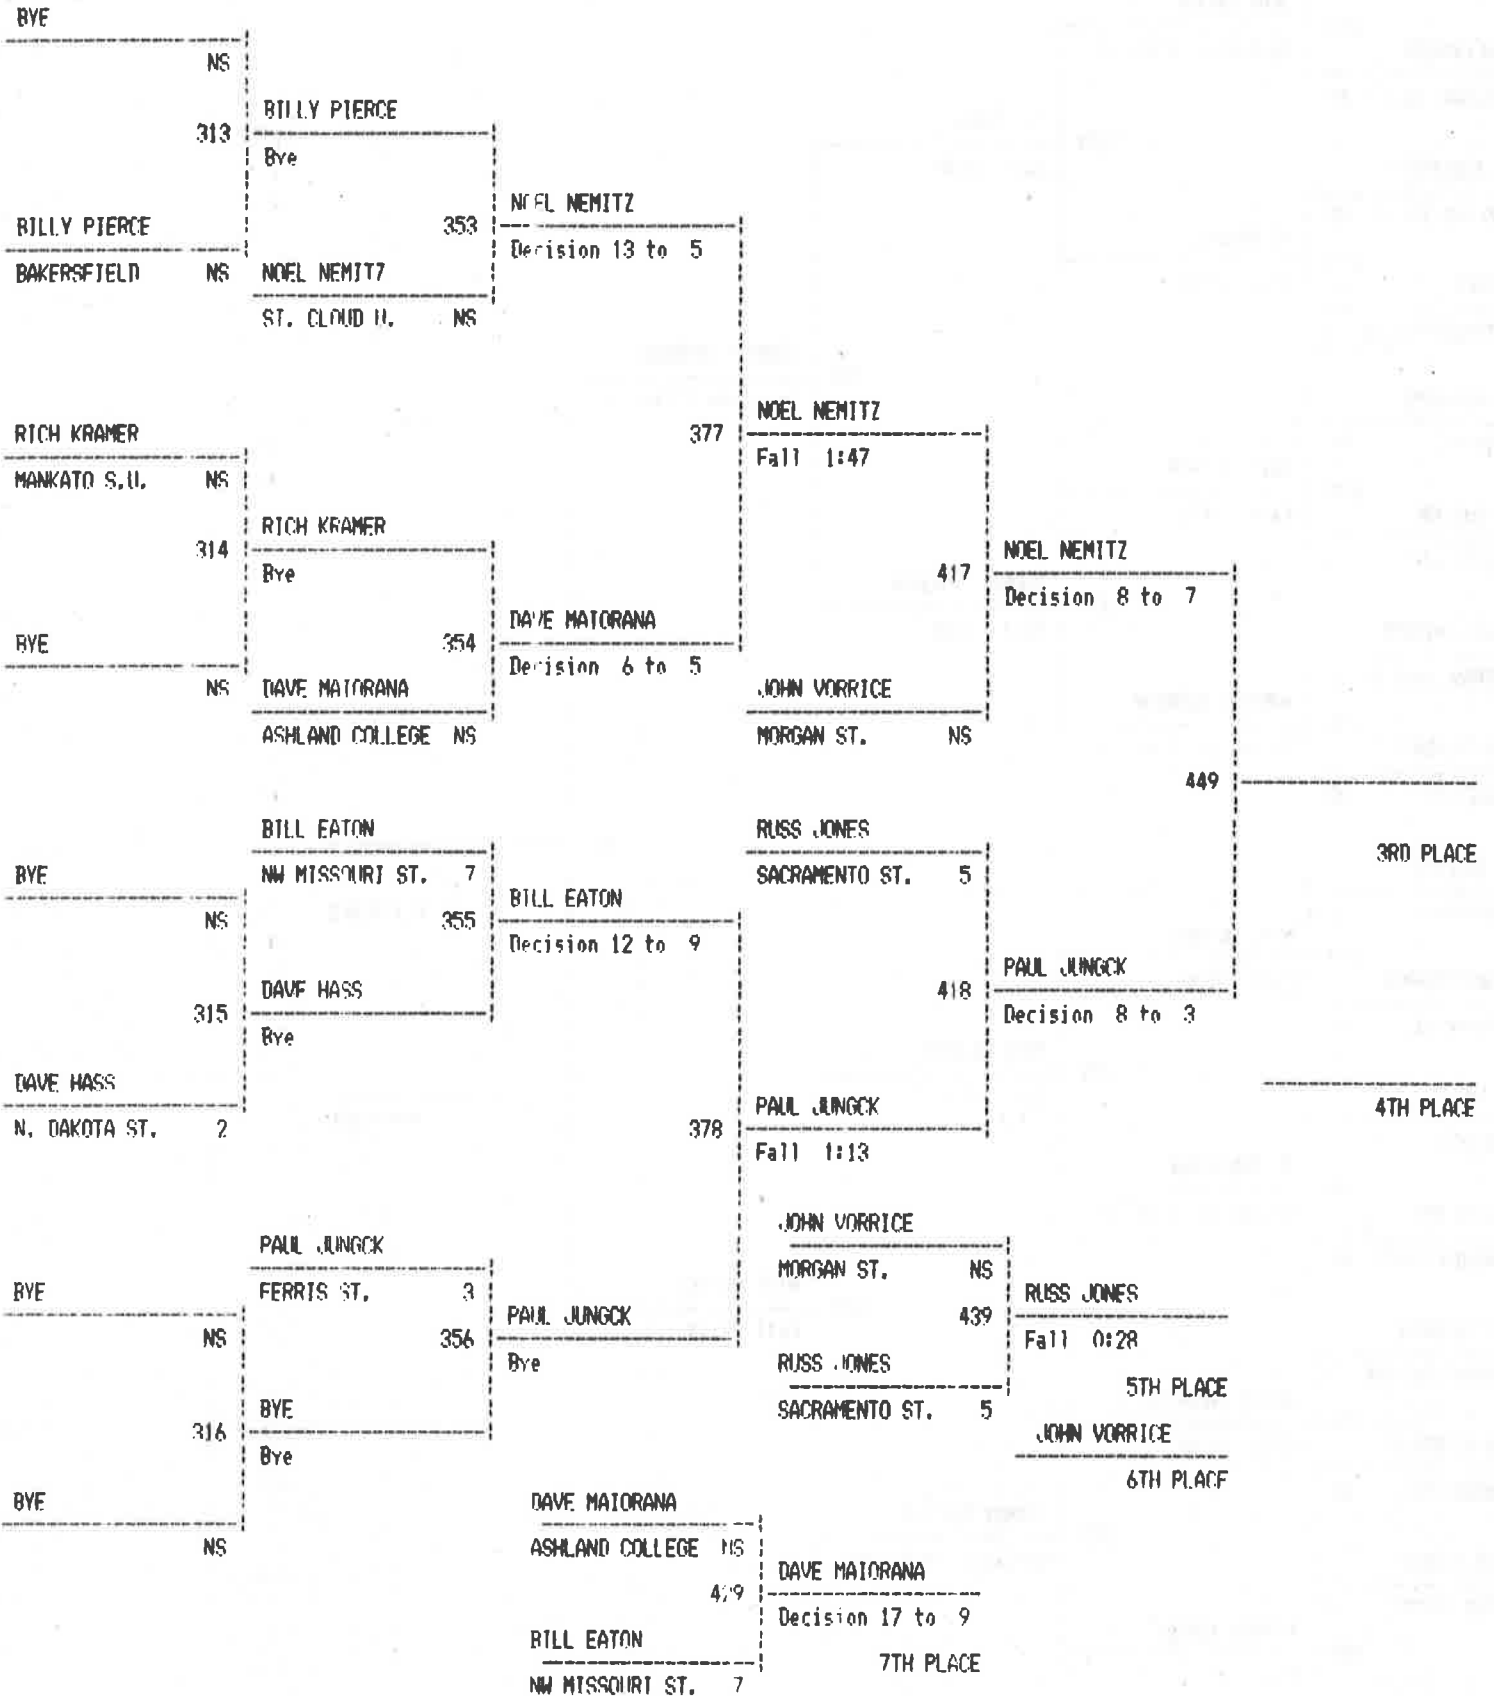 BYE
NS
313
BILLY PIERCE
Bye
BILLY PIERCE
BAKERSFIELD NS
353
NOEL NEMITZ
Decision 13 to 5
NOEL NEMITZ
ST. CLOUD U. NS
RICH KRAMER
MANKATO S.U. NS
314
RICH KRAMER
Bye
BYE
NS
354
DAVE MAIORANA
Decision 6 to 5
DAVE MAIORANA
ASHLAND COLLEGE NS
377
NOEL NEMITZ
Fall 1:47
JOHN VORRICE
MORGAN ST. NS
417
NOEL NEMITZ
Decision 8 to 7
449
3RD PLACE
BILL EATON
NW MISSOURI ST. 7
BYE
NS
355
BILL EATON
Decision 12 to 9
315
DAVE HASS
Bye
DAVE HASS
N. DAKOTA ST. 2
RUSS JONES
SACRAMENTO ST. 5
418
PAUL JUNGCK
Decision 8 to 3
4TH PLACE
378
PAUL JUNGCK
Fall 1:13
PAUL JUNGCK
FERRIS ST. 3
BYE
NS
356
PAUL JUNGCK
Bye
316
BYE
Bye
BYE
NS
JOHN VORRICE
MORGAN ST. NS
439
RUSS JONES
Fall 0:28
5TH PLACE
RUSS JONES
SACRAMENTO ST. 5
JOHN VORRICE
6TH PLACE
DAVE MAIORANA
ASHLAND COLLEGE NS
DAVE MAIORANA
Decision 17 to 9
7TH PLACE
BILL EATON
NW MISSOURI ST. 7